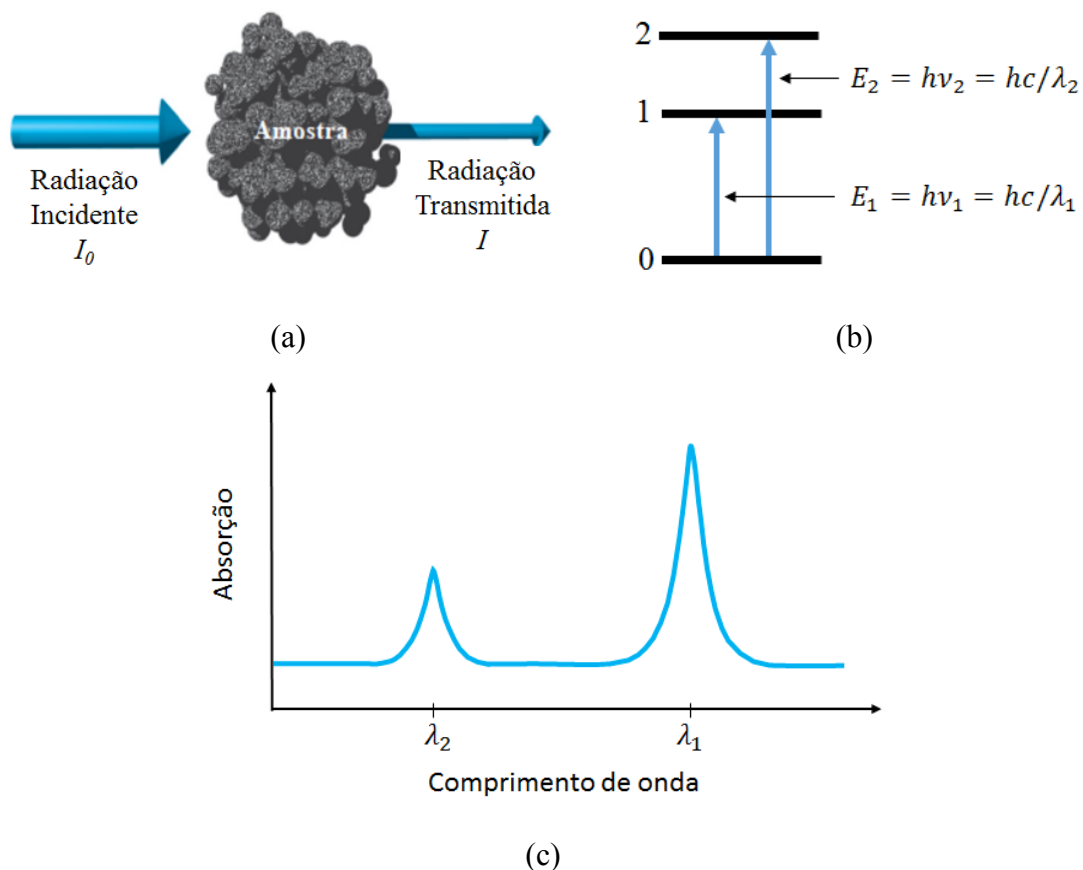 Amostra
Radiação
Incidente
I₀
Radiação
Transmitida
I
(a)
2
E₂ = hν₂ = hc/λ₂
1
E₁ = hν₁ = hc/λ₁
0
(b)
Absorção
λ₂
λ₁
Comprimento de onda
(c)